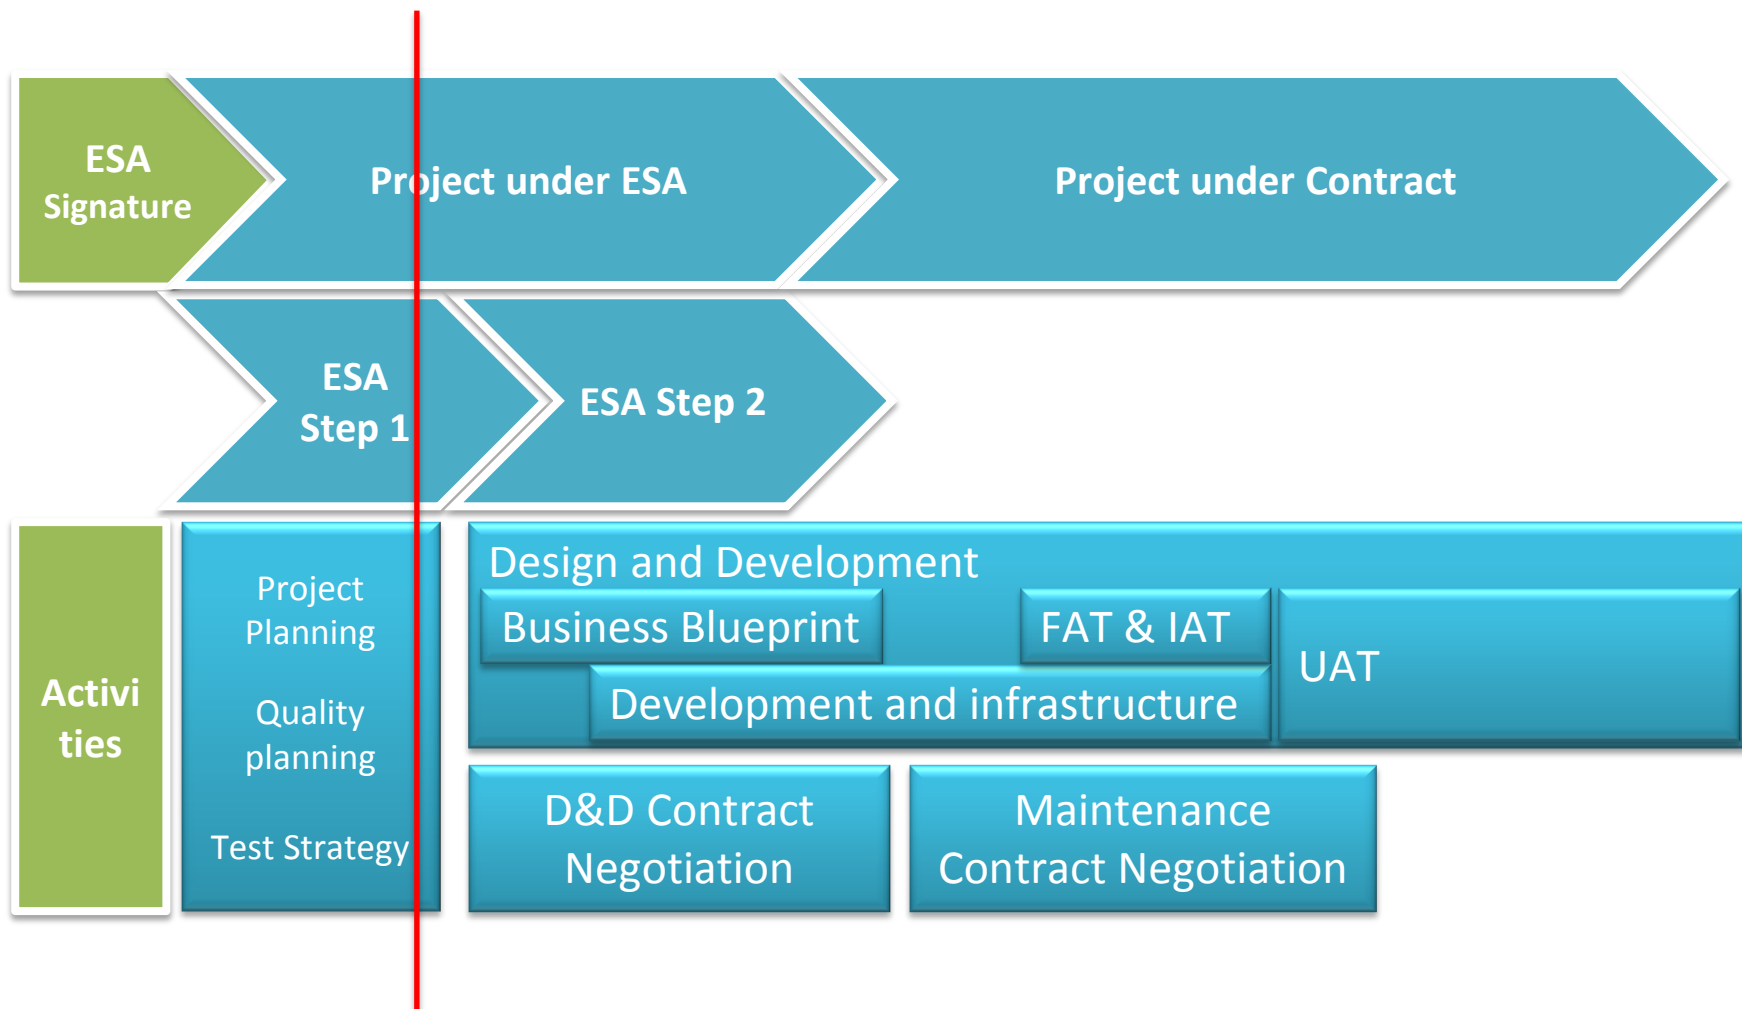 ESA
Signature
Project under ESA
Project under Contract
ESA
Step 1
ESA Step 2
Activi
ties
Project
Planning
Quality
planning
Test Strategy
Design and Development
Business Blueprint
FAT & IAT
UAT
Development and infrastructure
D&D Contract
Negotiation
Maintenance
Contract Negotiation